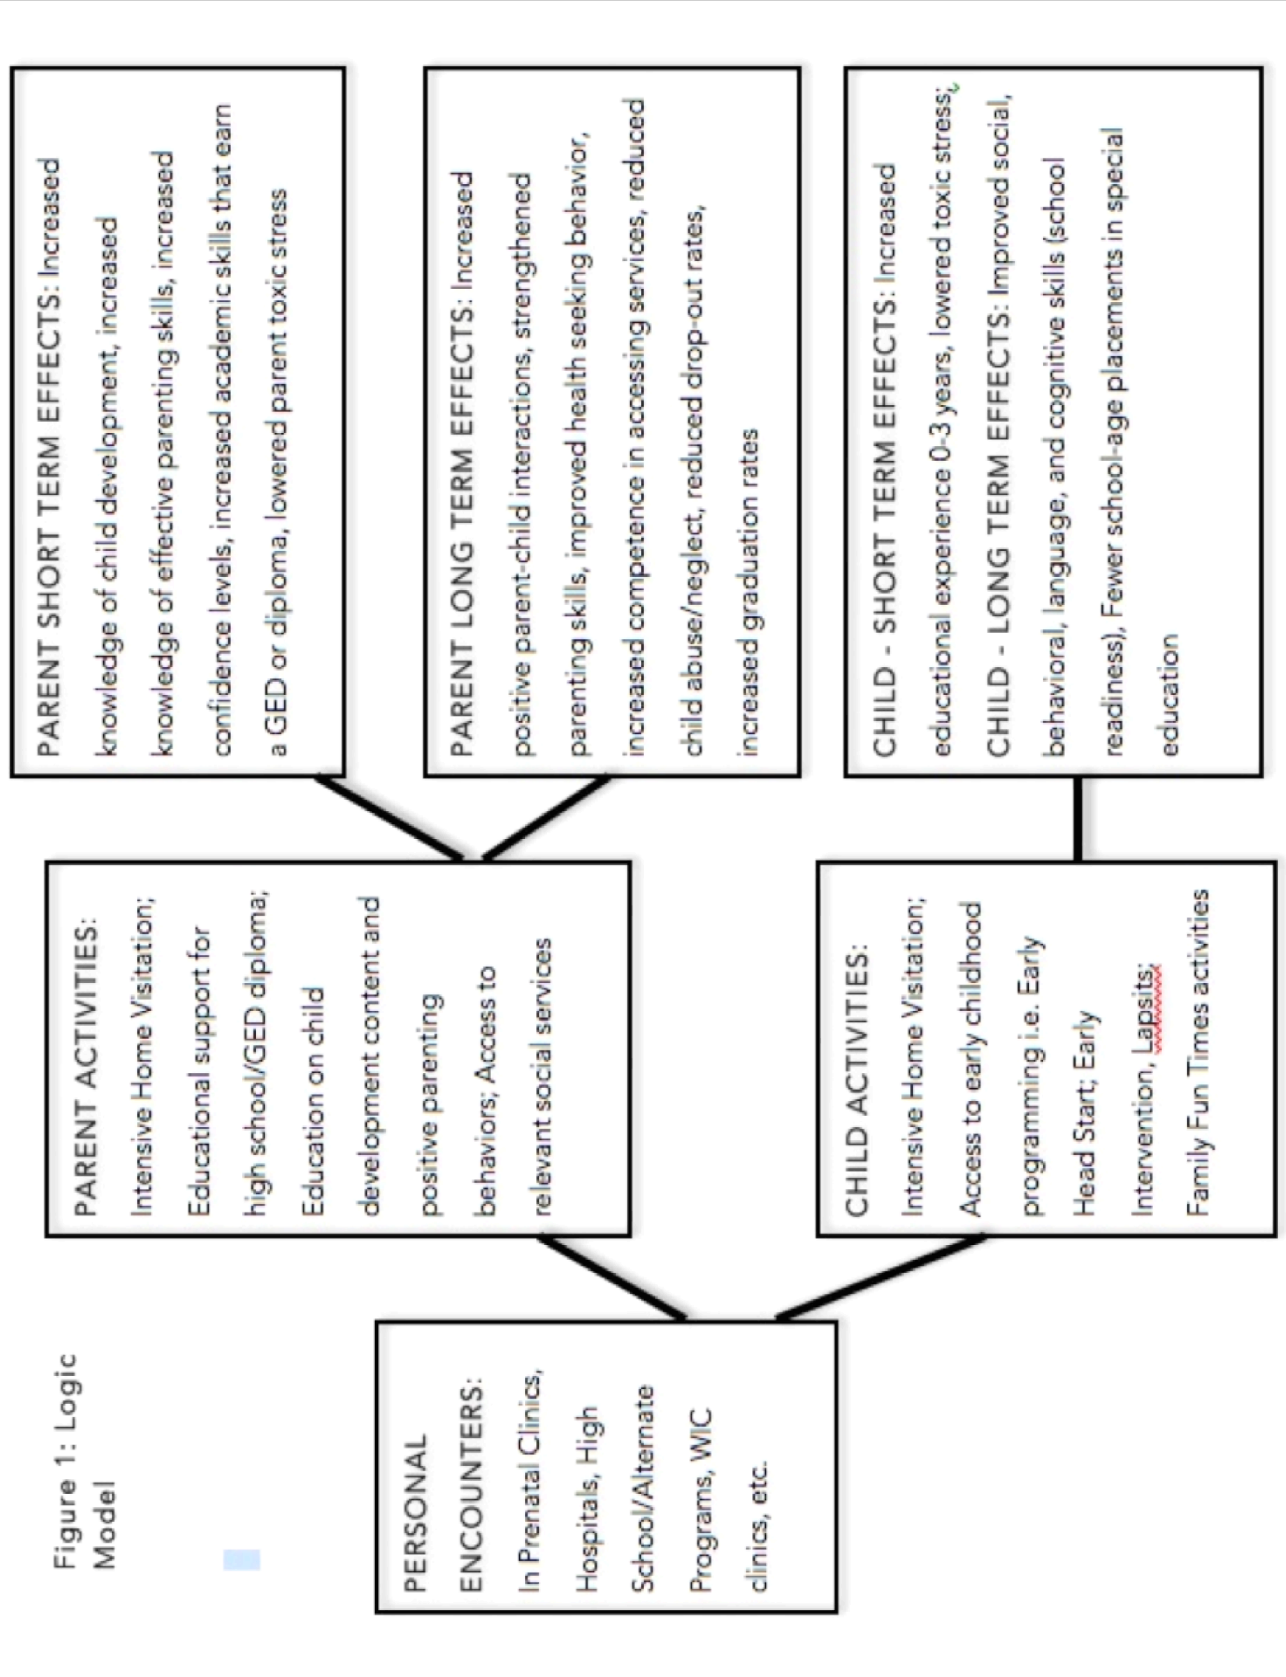 Figure 1: Logic
Model
PERSONAL
ENCOUNTERS:
In Prenatal Clinics,
Hospitals, High
School/Alternate
Programs, WIC
clinics, etc.
PARENT ACTIVITIES:
Intensive Home Visitation;
Educational support for
high school/GED diploma;
Education on child
development content and
positive parenting
behaviors; Access to
relevant social services
CHILD ACTIVITIES:
Intensive Home Visitation;
Access to early childhood
programming i.e. Early
Head Start; Early
Intervention, Lapsits;
Family Fun Times activities
PARENT SHORT TERM EFFECTS: Increased
knowledge of child development, increased
knowledge of effective parenting skills, increased
confidence levels, increased academic skills that earn
a GED or diploma, lowered parent toxic stress
PARENT LONG TERM EFFECTS: Increased
positive parent-child interactions, strengthened
parenting skills, improved health seeking behavior,
increased competence in accessing services, reduced
child abuse/neglect, reduced drop-out rates,
increased graduation rates
CHILD - SHORT TERM EFFECTS: Increased
educational experience 0-3 years, lowered toxic stress;
CHILD - LONG TERM EFFECTS: Improved social,
behavioral, language, and cognitive skills (school
readiness), Fewer school-age placements in special
education